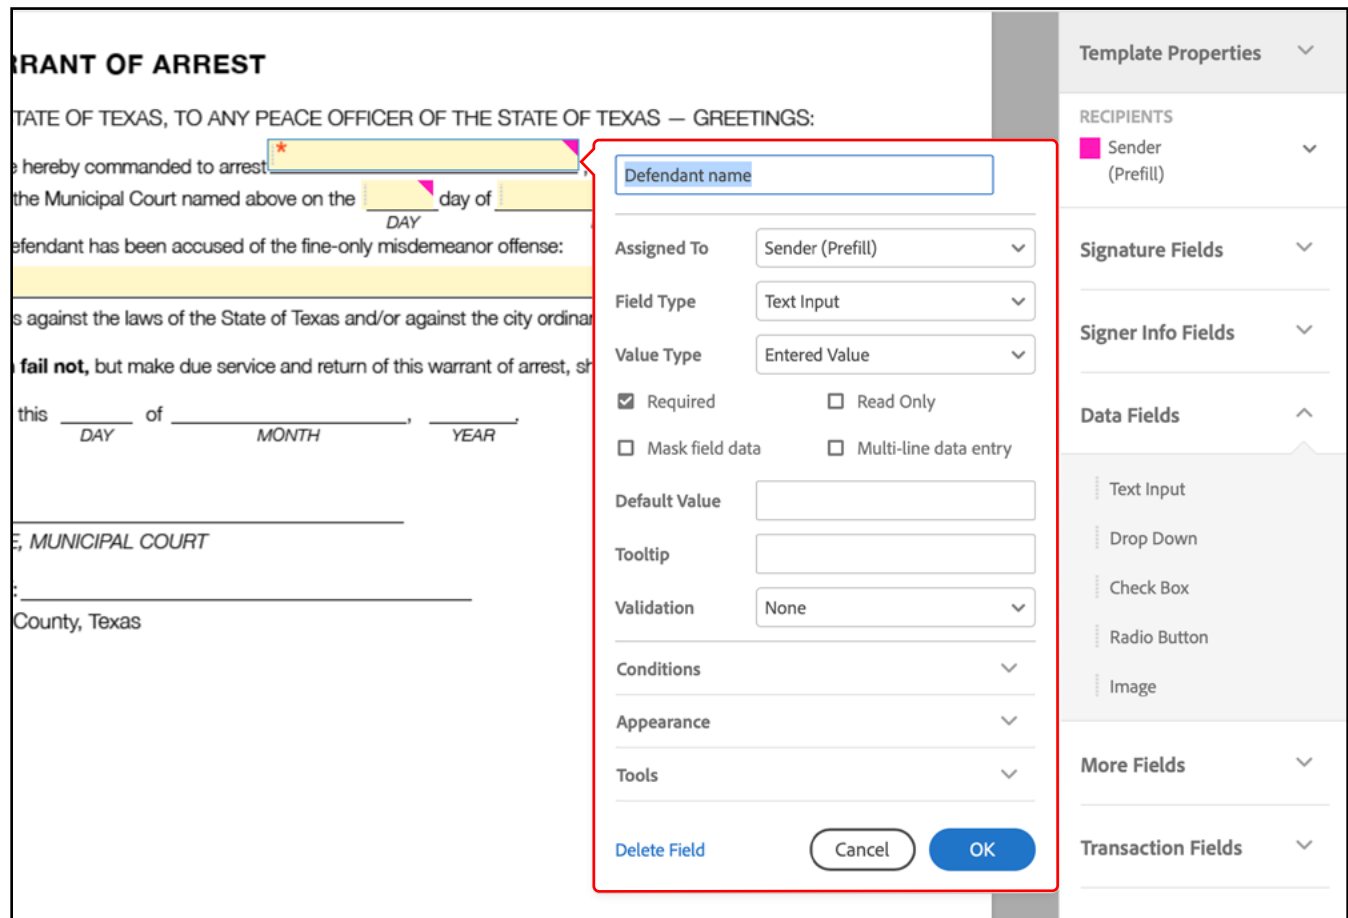 RRANT OF ARREST
TATE OF TEXAS, TO ANY PEACE OFFICER OF THE STATE OF TEXAS — GREETINGS:
e hereby commanded to arrest * ,
the Municipal Court named above on the day of
DAY
efendant has been accused of the fine-only misdemeanor offense:
s against the laws of the State of Texas and/or against the city ordinan
fail not, but make due service and return of this warrant of arrest, sh
this ____ of ____, ____.
DAY MONTH YEAR
E, MUNICIPAL COURT
:
County, Texas
Defendant name
Assigned To Sender (Prefill)
Field Type Text Input
Value Type Entered Value
Required Read Only
Mask field data Multi-line data entry
Default Value
Tooltip
Validation None
Conditions
Appearance
Tools
Delete Field Cancel OK
Template Properties
RECIPIENTS
Sender
(Prefill)
Signature Fields
Signer Info Fields
Data Fields
Text Input
Drop Down
Check Box
Radio Button
Image
More Fields
Transaction Fields